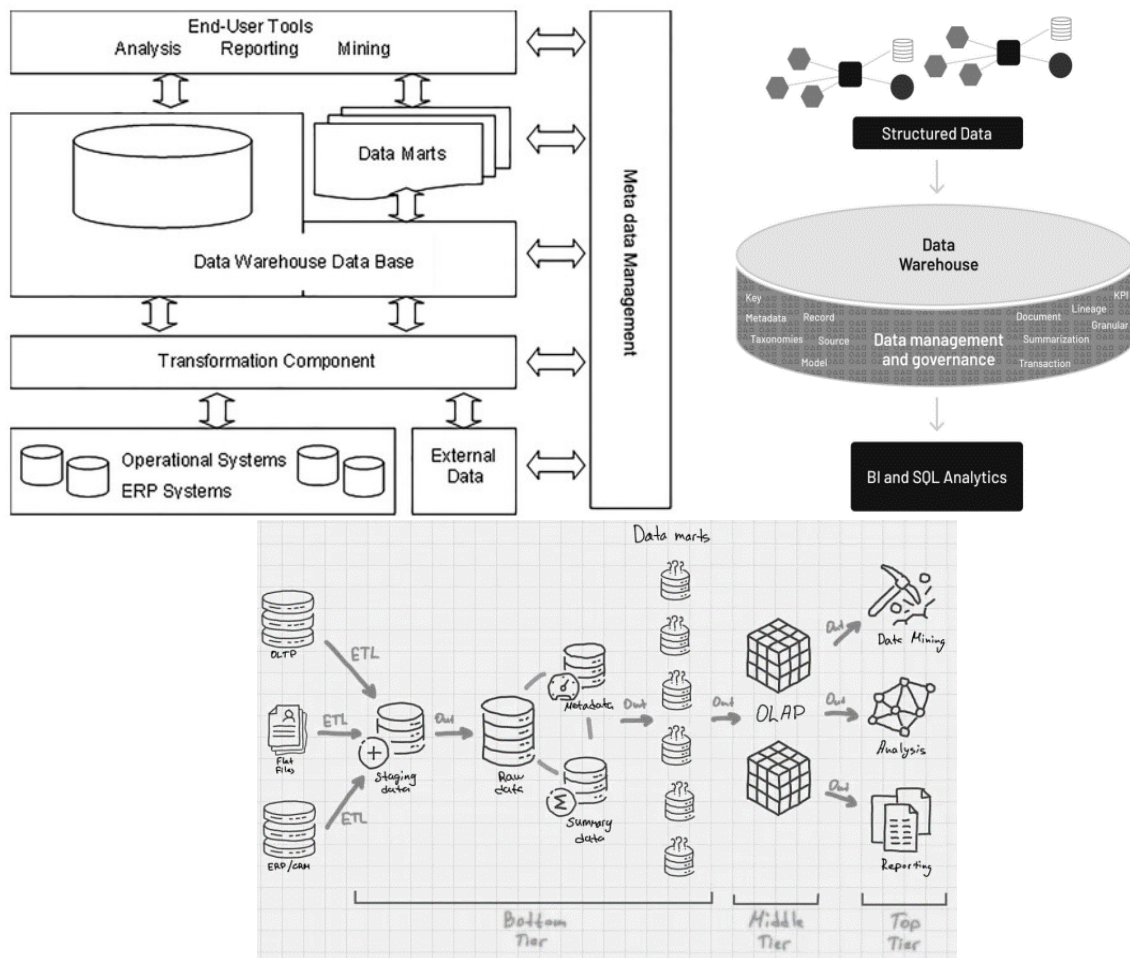 End-User Tools
Analysis Reporting Mining
Data Marts
Data Warehouse Data Base
Transformation Component
Operational Systems
ERP Systems
External
Data
Meta data Management
Structured Data
Data
Warehouse
Key
Metadata
Taxonomies
Record
Source
Model
Data management
and governance
Document
Lineage
KPI
Granular
Summarization
Transaction
BI and SQL Analytics
Data marts
???
???
???
???
???
???
OLTP
ETL
Flat
Files
ETL
ERP/CRM
ETL
Staging
data
Out
Raw
data
Metadata
Σ
Summary
data
Out
Out
OLAP
Out
Data Mining
Out
Analysis
Out
Reporting
Bottom
Tier
Middle
Tier
Top
Tier